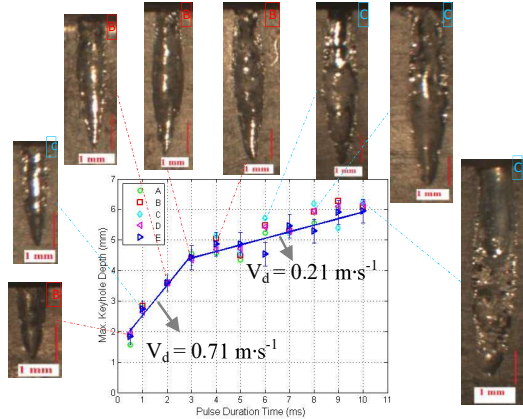 B
B
B
C
C
1 mm
1 mm
1 mm
1 mm
1 mm
C
1 mm
C
1 mm
B
1 mm
7
6
5
4
3
2
1
0
Max. Keyhole Depth (mm)
A
B
C
D
E
V_d = 0.21 m·s⁻¹
V_d = 0.71 m·s⁻¹
0 1 2 3 4 5 6 7 8 9 10 11
Pulse Duration Time (ms)